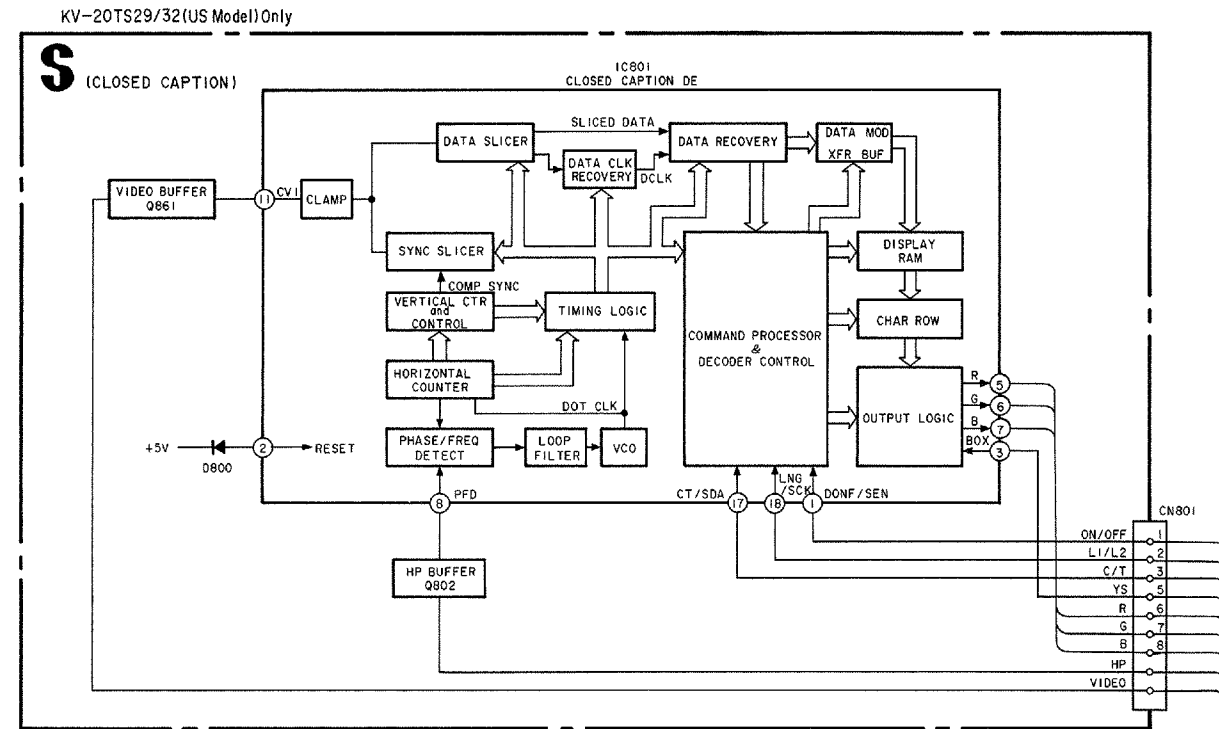 KV-20TS29/32(US Model)Only
S (CLOSED CAPTION)
IC801
CLOSED CAPTION DE
SLICED DATA
DATA SLICER
DATA CLK
RECOVERY
DCLK
DATA RECOVERY
DATA MOD
XFR BUF
VIDEO BUFFER
Q861
11
CVI
CLAMP
SYNC SLICER
COMP SYNC
VERTICAL CTR
and
CONTROL
TIMING LOGIC
HORIZONTAL
COUNTER
DOT CLK
COMMAND PROCESSOR
&
DECODER CONTROL
DISPLAY
RAM
CHAR ROW
OUTPUT LOGIC
R
5
G
6
B
7
BOX
3
+5V
D800
2
RESET
PHASE/FREQ
DETECT
LOOP
FILTER
VCO
8
PFD
CT/SDA
17
LNG
/SCK
18
1
DONF/SEN
HP BUFFER
Q802
CN801
ON/OFF 1
L1/L2 2
C/T 3
YS 5
R 6
G 7
B 8
HP
VIDEO